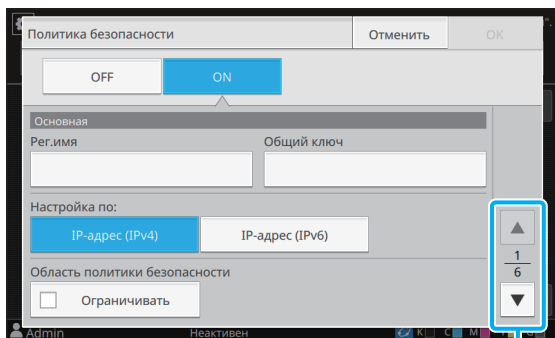 Политика безопасности Отменить OK
OFF ON
Основная
Рег.имя Общий ключ
Настройка по:
IP-адрес (IPv4) IP-адрес (IPv6)
1
6
Область политики безопасности
Ограничивать
Admin Неактивен K C M